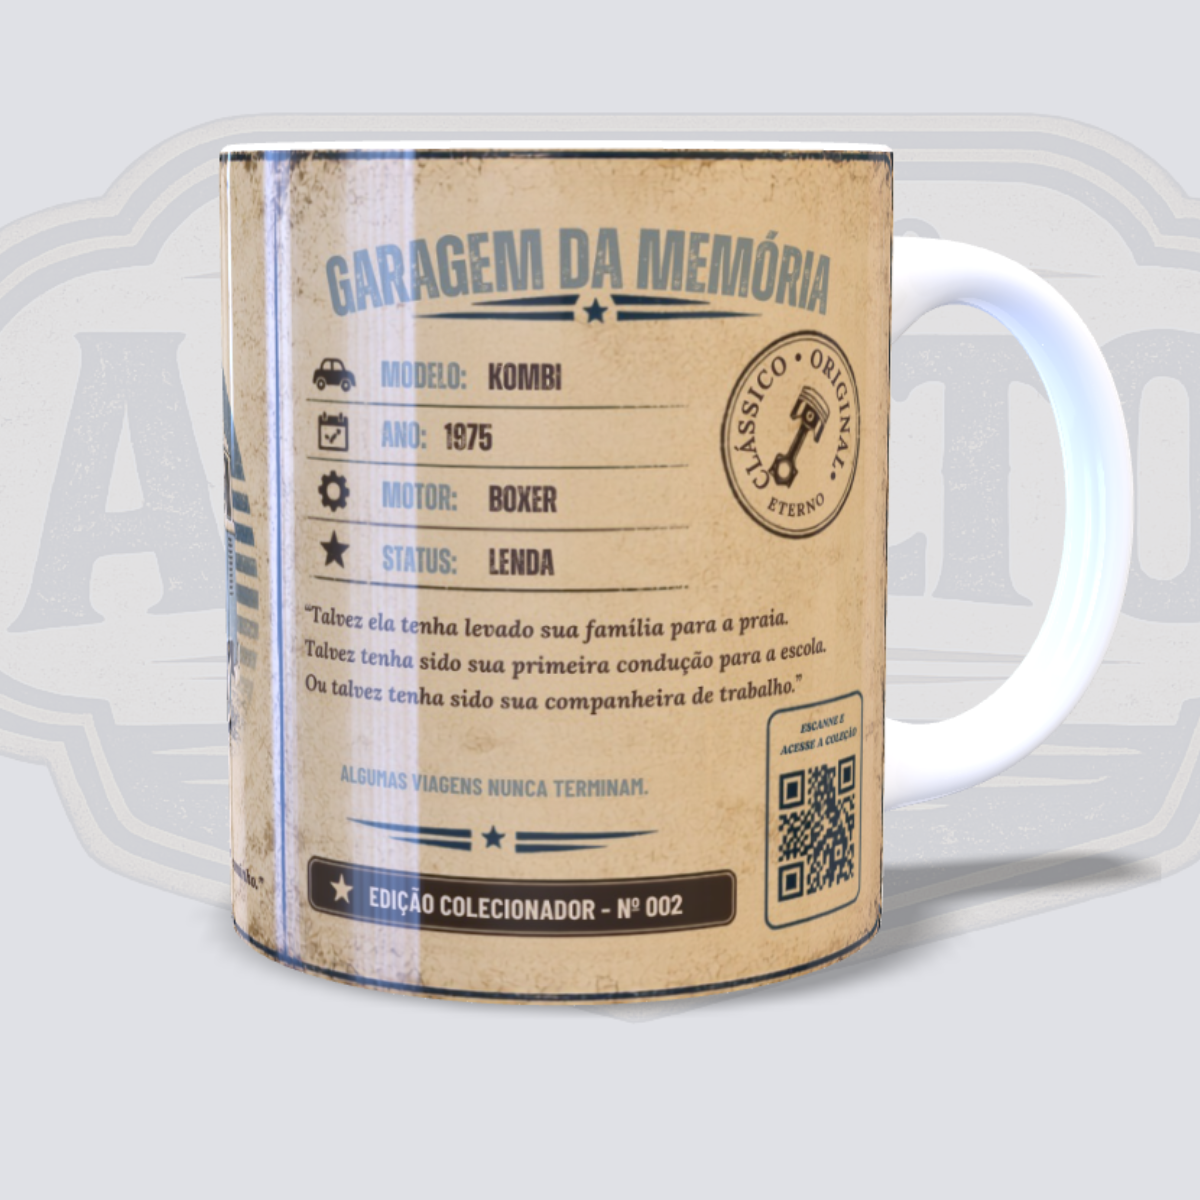 GARAGEM DA MEMÓRIA
MODELO: KOMBI
ANO: 1975
MOTOR: BOXER
STATUS: LENDA
CLÁSSICO • ORIGINAL •
ETERNO
“Talvez ela tenha levado sua família para a praia.
Talvez tenha sido sua primeira condução para a escola.
Ou talvez tenha sido sua companheira de trabalho.”
ESCANNE E
ACESSE A COLEÇÃO
ALGUMAS VIAGENS NUNCA TERMINAM.
EDIÇÃO COLECIONADOR - Nº 002